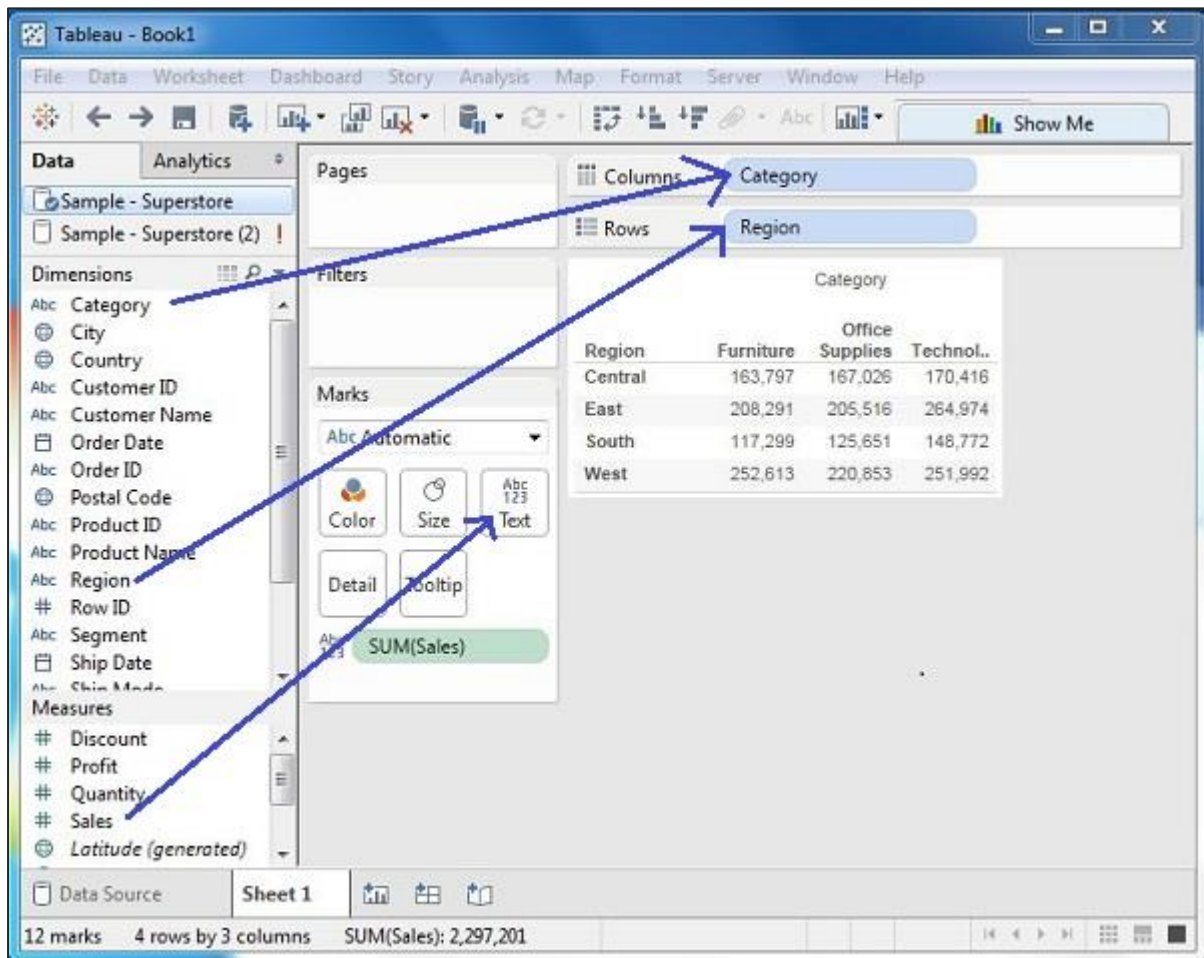 Tableau - Book1
File Data Worksheet Dashboard Story Analysis Map Format Server Window Help
Abc
Show Me
Data Analytics
Sample - Superstore
Sample - Superstore (2) !
Dimensions
Abc Category
City
Country
Abc Customer ID
Abc Customer Name
Order Date
Abc Order ID
Postal Code
Abc Product ID
Abc Product Name
Abc Region
# Row ID
Abc Segment
Ship Date
Abc Ship Mode
Measures
# Discount
# Profit
# Quantity
# Sales
Latitude (generated)
Pages
Filters
Marks
Abc Automatic
Color Size Abc 123 Text
Detail Tooltip
Abc 123 SUM(Sales)
Columns Category
Rows Region
Category
Region Furniture Office Supplies Technol..
Central 163,797 167,026 170,416
East 208,291 205,516 264,974
South 117,299 125,651 148,772
West 252,613 220,853 251,992
Data Source Sheet 1
12 marks 4 rows by 3 columns SUM(Sales): 2,297,201